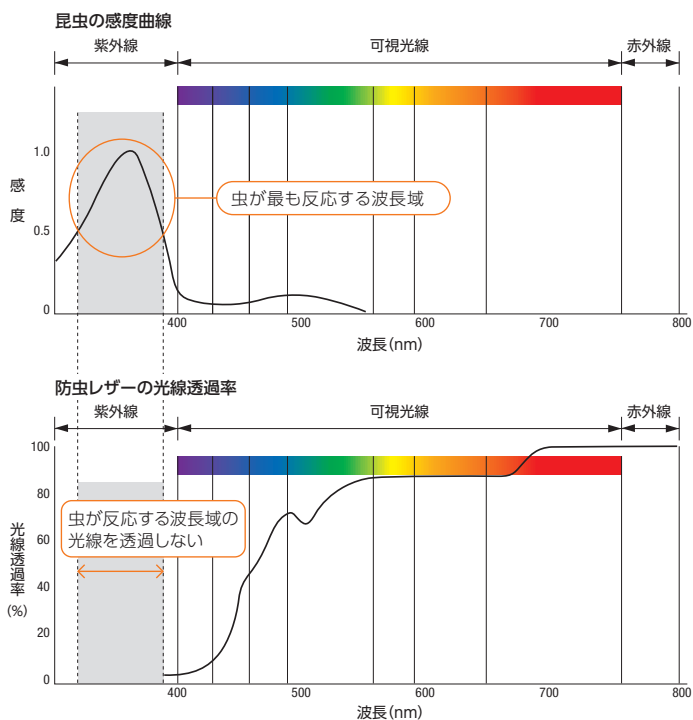 昆虫の感度曲線
紫外線 可視光線 赤外線
1.0
感度
0.5
0
虫が最も反応する波長域
400 500 600 700 800
波長(nm)
防虫レザーの光線透過率
紫外線 可視光線 赤外線
100
80
60
40
20
0
光線透過率(%)
虫が反応する波長域の
光線を透過しない
400 500 600 700 800
波長(nm)